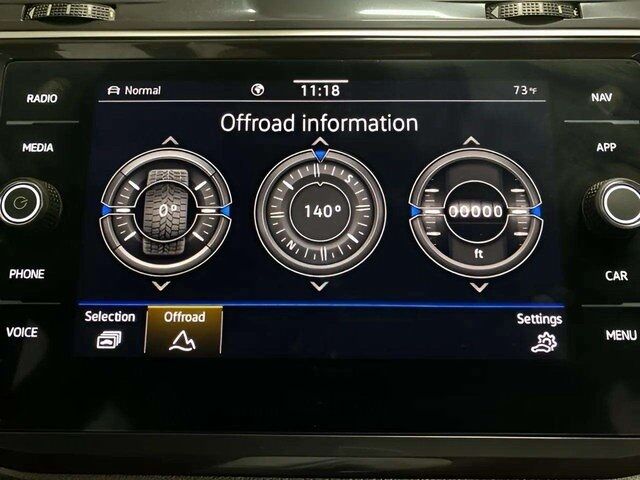 RADIO
MEDIA
PHONE
VOICE
Normal
11:18
73°F
Offroad information
0°
S
N
140°
00000
ft
Selection
Offroad
Settings
NAV
APP
CAR
MENU